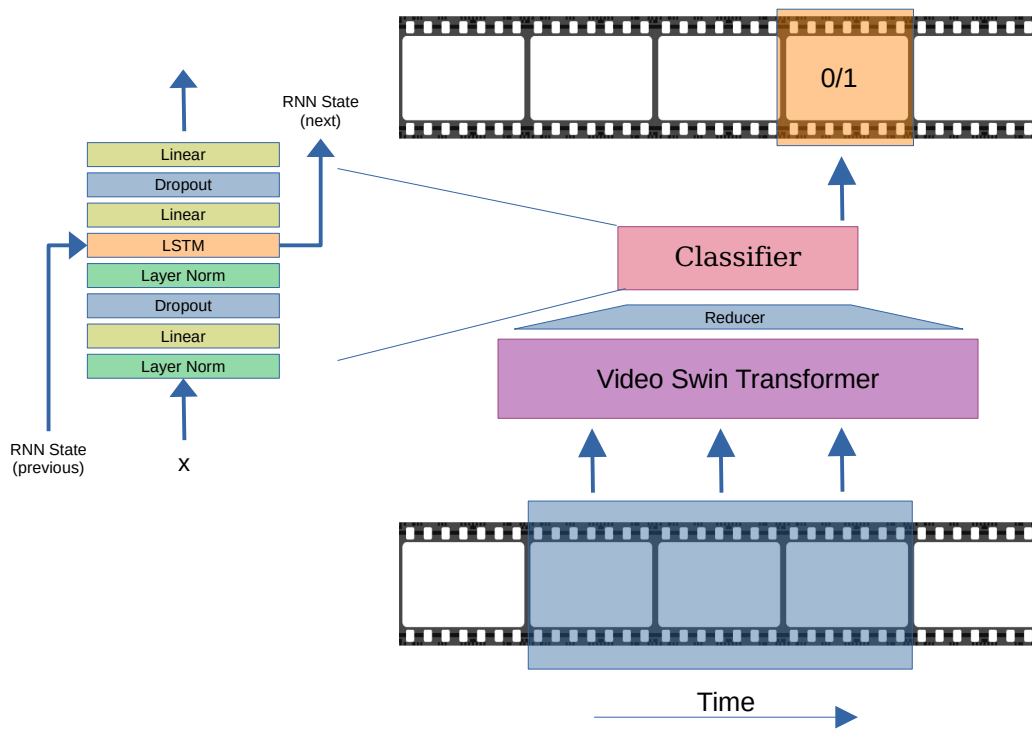 0/1
RNN State
(next)
Linear
Dropout
Linear
LSTM
Layer Norm
Dropout
Linear
Layer Norm
RNN State
(previous)
x
Classifier
Reducer
Video Swin Transformer
Time